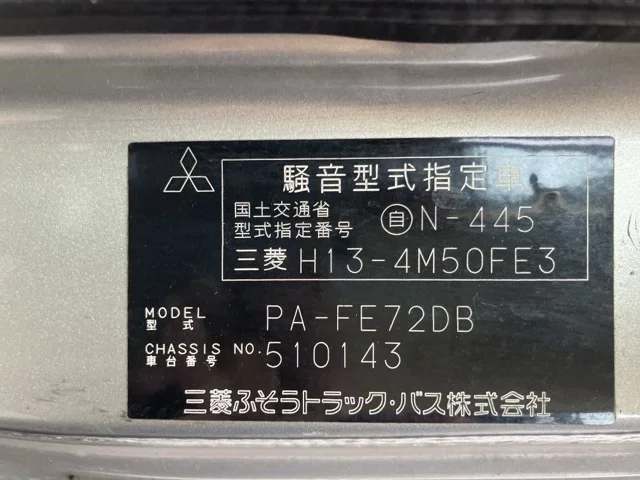 騒音型式指定車
国土交通省
型式指定番号 自 N-445
三菱 H13-4M50FE3
MODEL
型式 PA-FE72DB
CHASSIS NO.
車台番号 510143
三菱ふそうトラック・バス株式会社